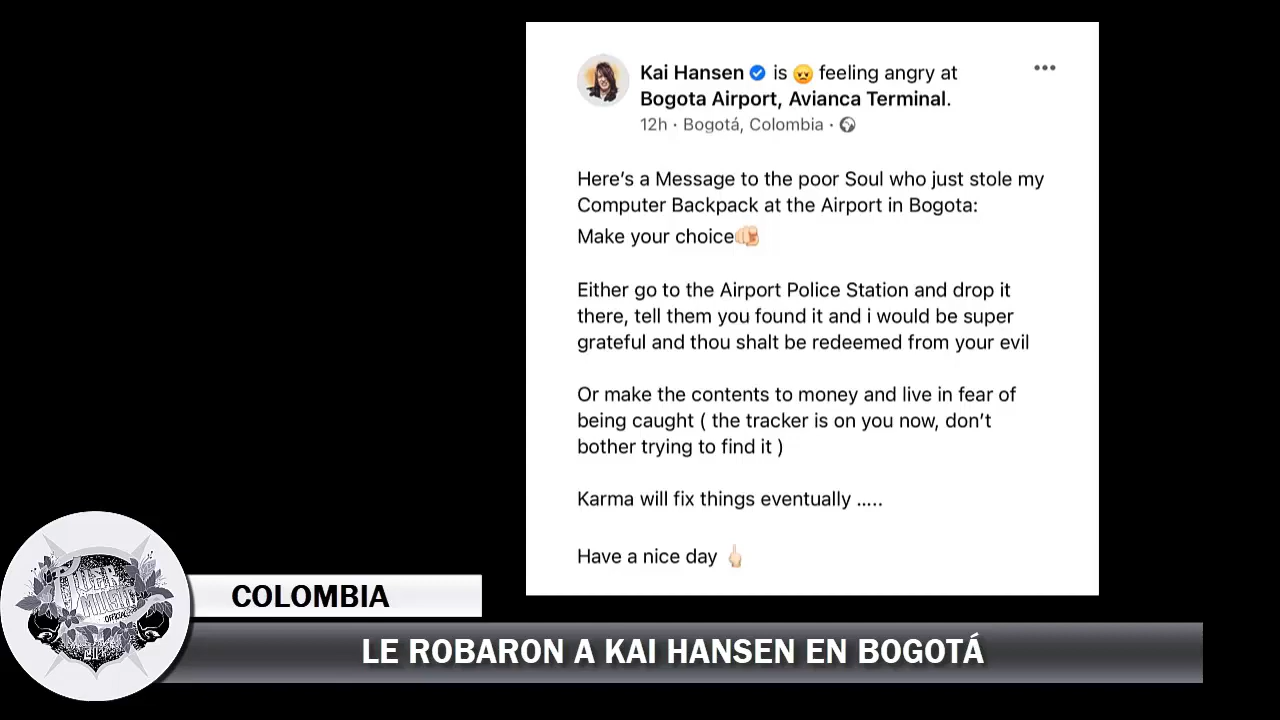 Kai Hansen is 😠 feeling angry at
Bogota Airport, Avianca Terminal.
12h · Bogotá, Colombia ·
Here’s a Message to the poor Soul who just stole my
Computer Backpack at the Airport in Bogota:
Make your choice🫵🏻
Either go to the Airport Police Station and drop it
there, tell them you found it and i would be super
grateful and thou shalt be redeemed from your evil
Or make the contents to money and live in fear of
being caught ( the tracker is on you now, don’t
bother trying to find it )
Karma will fix things eventually .....
Have a nice day 🖕🏻
COLOMBIA
LE ROBARON A KAI HANSEN EN BOGOTÁ